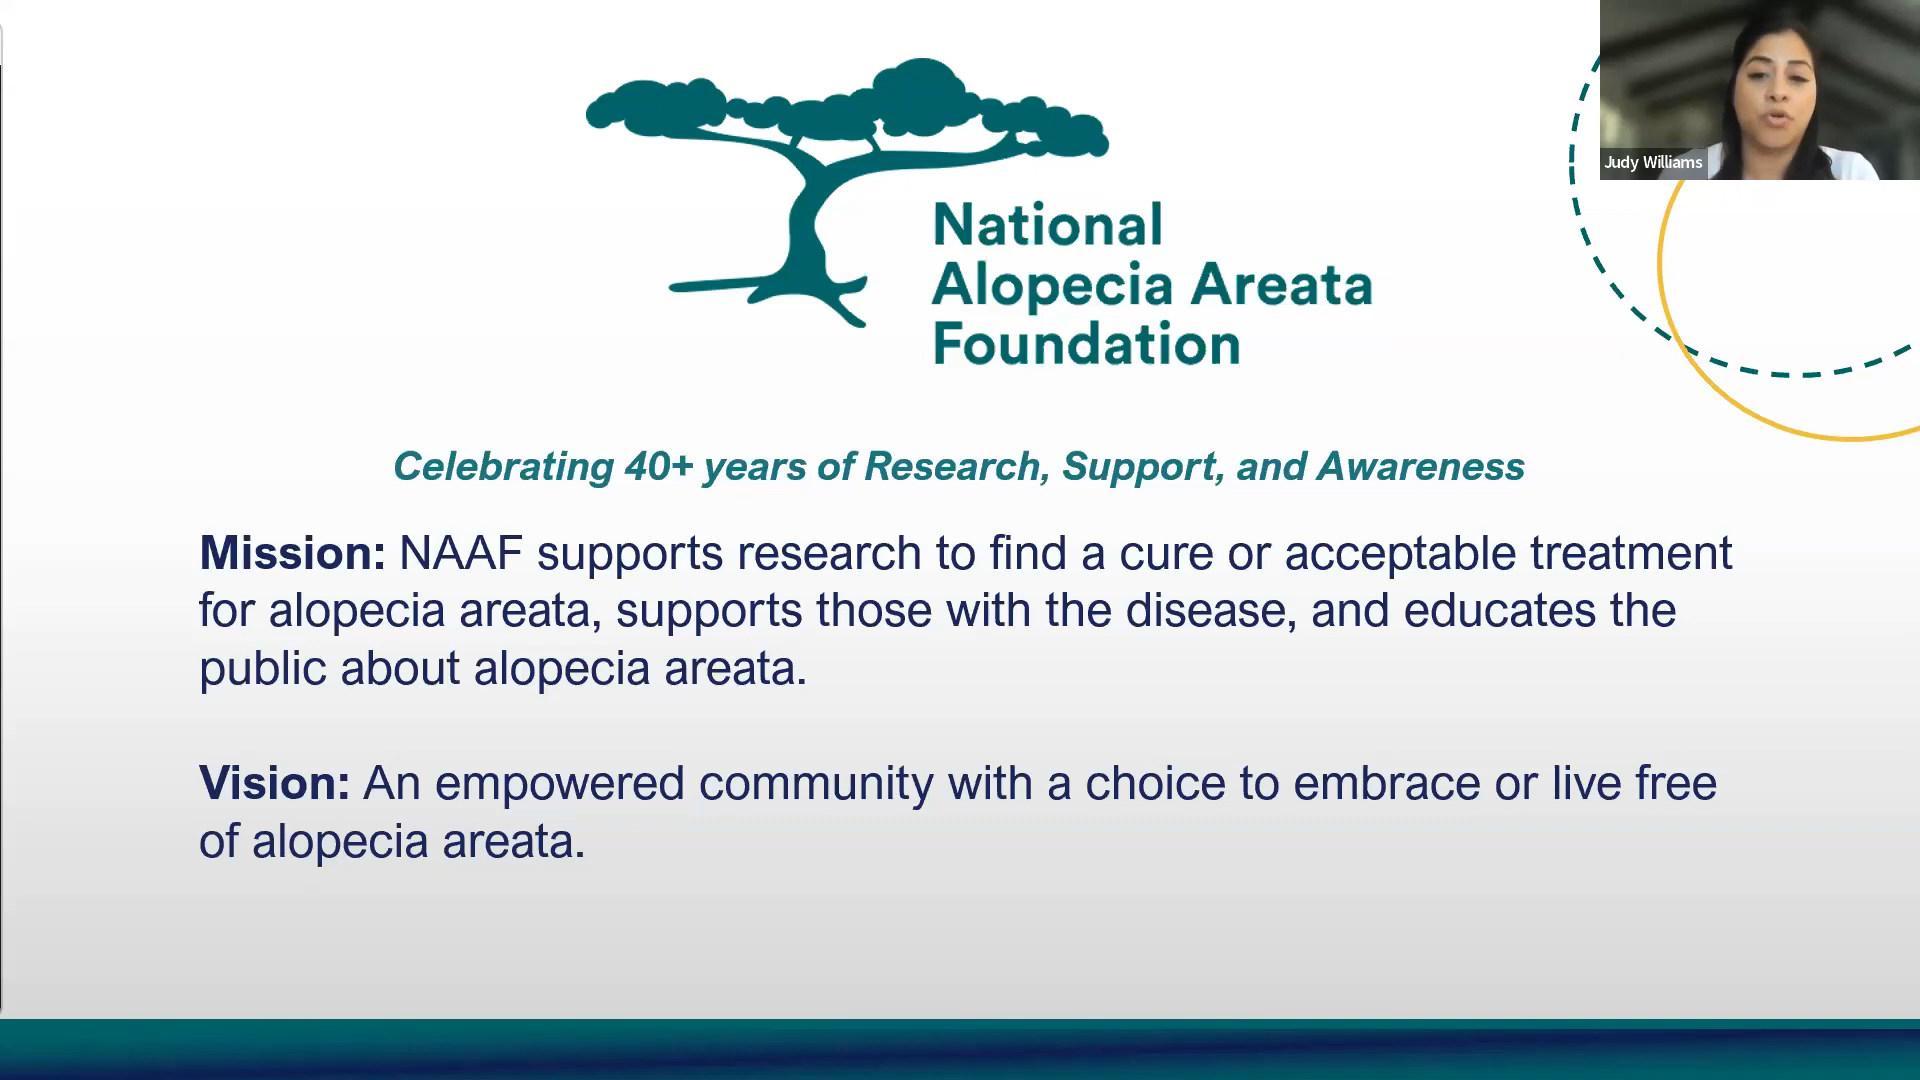 Judy Williams
National
Alopecia Areata
Foundation
Celebrating 40+ years of Research, Support, and Awareness
Mission: NAAF supports research to find a cure or acceptable treatment
for alopecia areata, supports those with the disease, and educates the
public about alopecia areata.
Vision: An empowered community with a choice to embrace or live free
of alopecia areata.